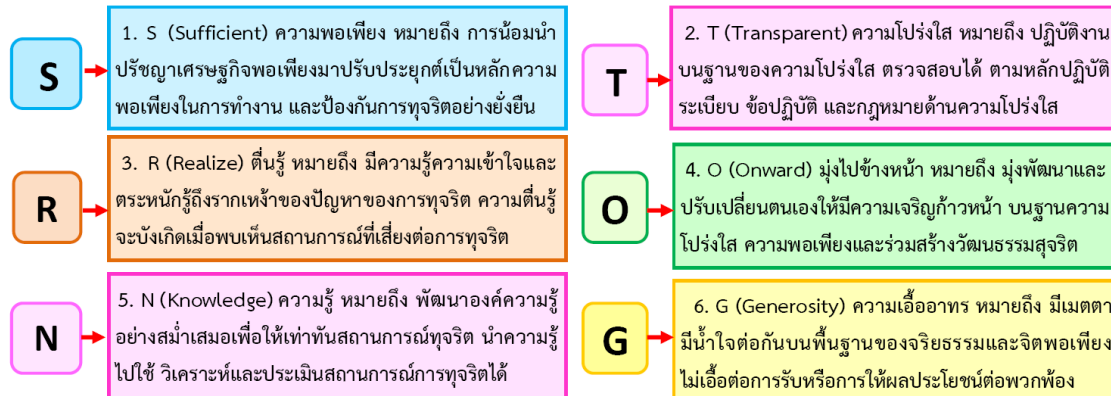 S
1. S (Sufficient) ความพอเพียง หมายถึง การน้อมนำ
ปรัชญาเศรษฐกิจพอเพียงมาปรับประยุกต์เป็นหลักความ
พอเพียงในการทำงาน และป้องกันการทุจริตอย่างยั่งยืน
T
2. T (Transparent) ความโปร่งใส หมายถึง ปฏิบัติงาน
บนฐานของความโปร่งใส ตรวจสอบได้ ตามหลักปฏิบัติ
ระเบียบ ข้อปฏิบัติ และกฎหมายด้านความโปร่งใส
R
3. R (Realize) ตื่นรู้ หมายถึง มีความรู้ความเข้าใจและ
ตระหนักรู้ถึงรากเหง้าของปัญหาของการทุจริต ความตื่นรู้
จะบังเกิดเมื่อพบเห็นสถานการณ์ที่เสี่ยงต่อการทุจริต
O
4. O (Onward) มุ่งไปข้างหน้า หมายถึง มุ่งพัฒนาและ
ปรับเปลี่ยนตนเองให้มีความเจริญก้าวหน้า บนฐานความ
โปร่งใส ความพอเพียงและร่วมสร้างวัฒนธรรมสุจริต
N
5. N (Knowledge) ความรู้ หมายถึง พัฒนาองค์ความรู้
อย่างสม่ำเสมอเพื่อให้เท่าทันสถานการณ์ทุจริต นำความรู้
ไปใช้ วิเคราะห์และประเมินสถานการณ์การทุจริตได้
G
6. G (Generosity) ความเอื้ออาทร หมายถึง มีเมตตา
มีน้ำใจต่อกันบนพื้นฐานของจริยธรรมและจิตพอเพียง
ไม่เอื้อต่อการรับหรือการให้ผลประโยชน์ต่อพวกพ้อง